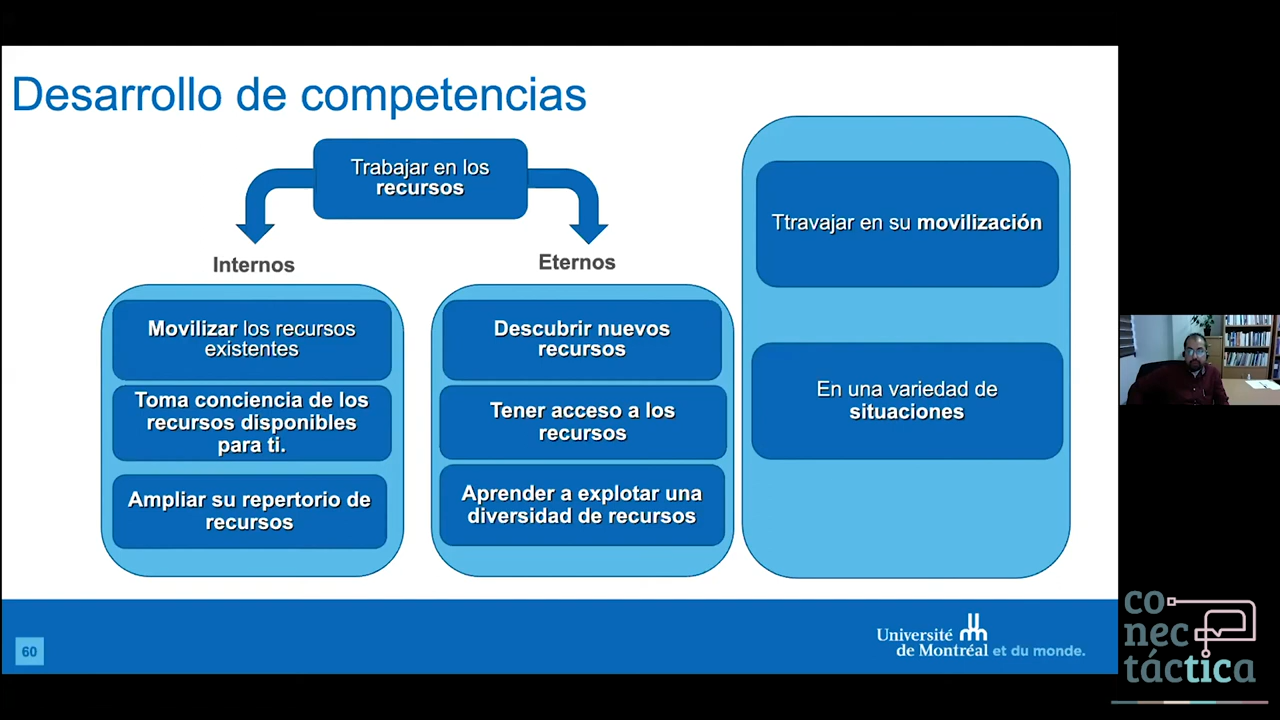 Desarrollo de competencias
Trabajar en los
recursos
Internos
Movilizar los recursos
existentes
Toma conciencia de los
recursos disponibles
para ti.
Ampliar su repertorio de
recursos
Eternos
Descubrir nuevos
recursos
Tener acceso a los
recursos
Aprender a explotar una
diversidad de recursos
Ttravajar en su movilización
En una variedad de
situaciones
60
Université
de Montréal et du monde.
co
nec
táctica